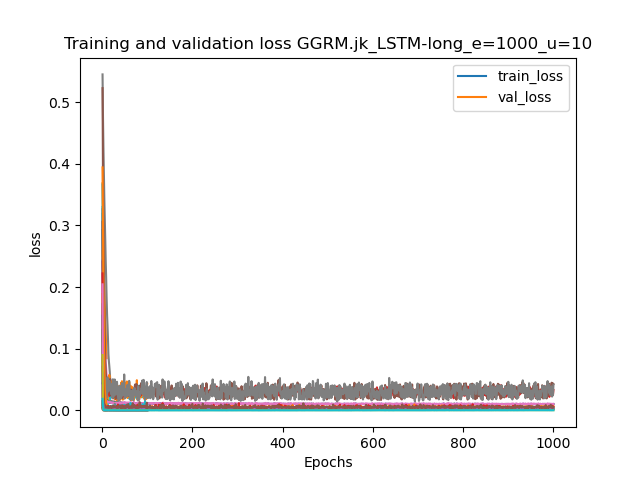 Training and validation loss GGRM.jk_LSTM-long_e=1000_u=10
train_loss
val_loss
0.5
0.4
0.3
0.2
0.1
0.0
loss
0 200 400 600 800 1000
Epochs